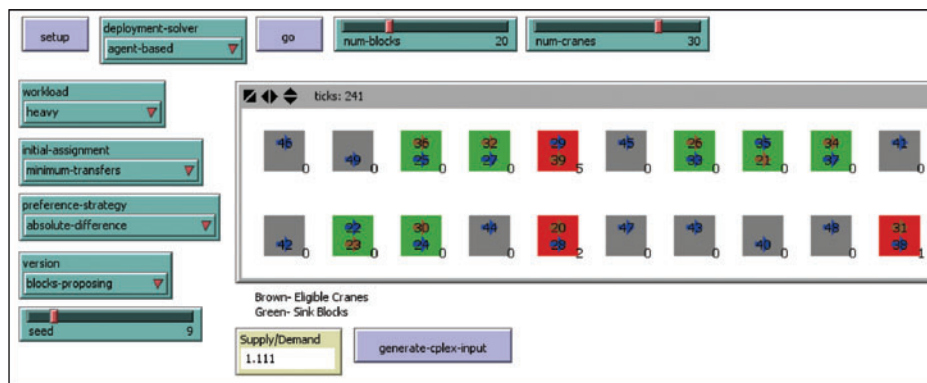 setup
deployment-solver
agent-based
go
num-blocks 20
num-cranes 30
workload
heavy
initial-assignment
minimum-transfers
preference-strategy
absolute-difference
version
blocks-proposing
seed 9
ticks: 241
46 49 36 32 29 45 26 35 34 41
25 27 39 33 21 37
0 0 0 0 5 0 0 0 0 0
22 30 20 31
42 23 24 44 28 47 43 40 48 38
0 0 0 0 2 0 0 0 0 1
Brown- Eligible Cranes
Green- Sink Blocks
Supply/Demand
1.111
generate-cplex-input